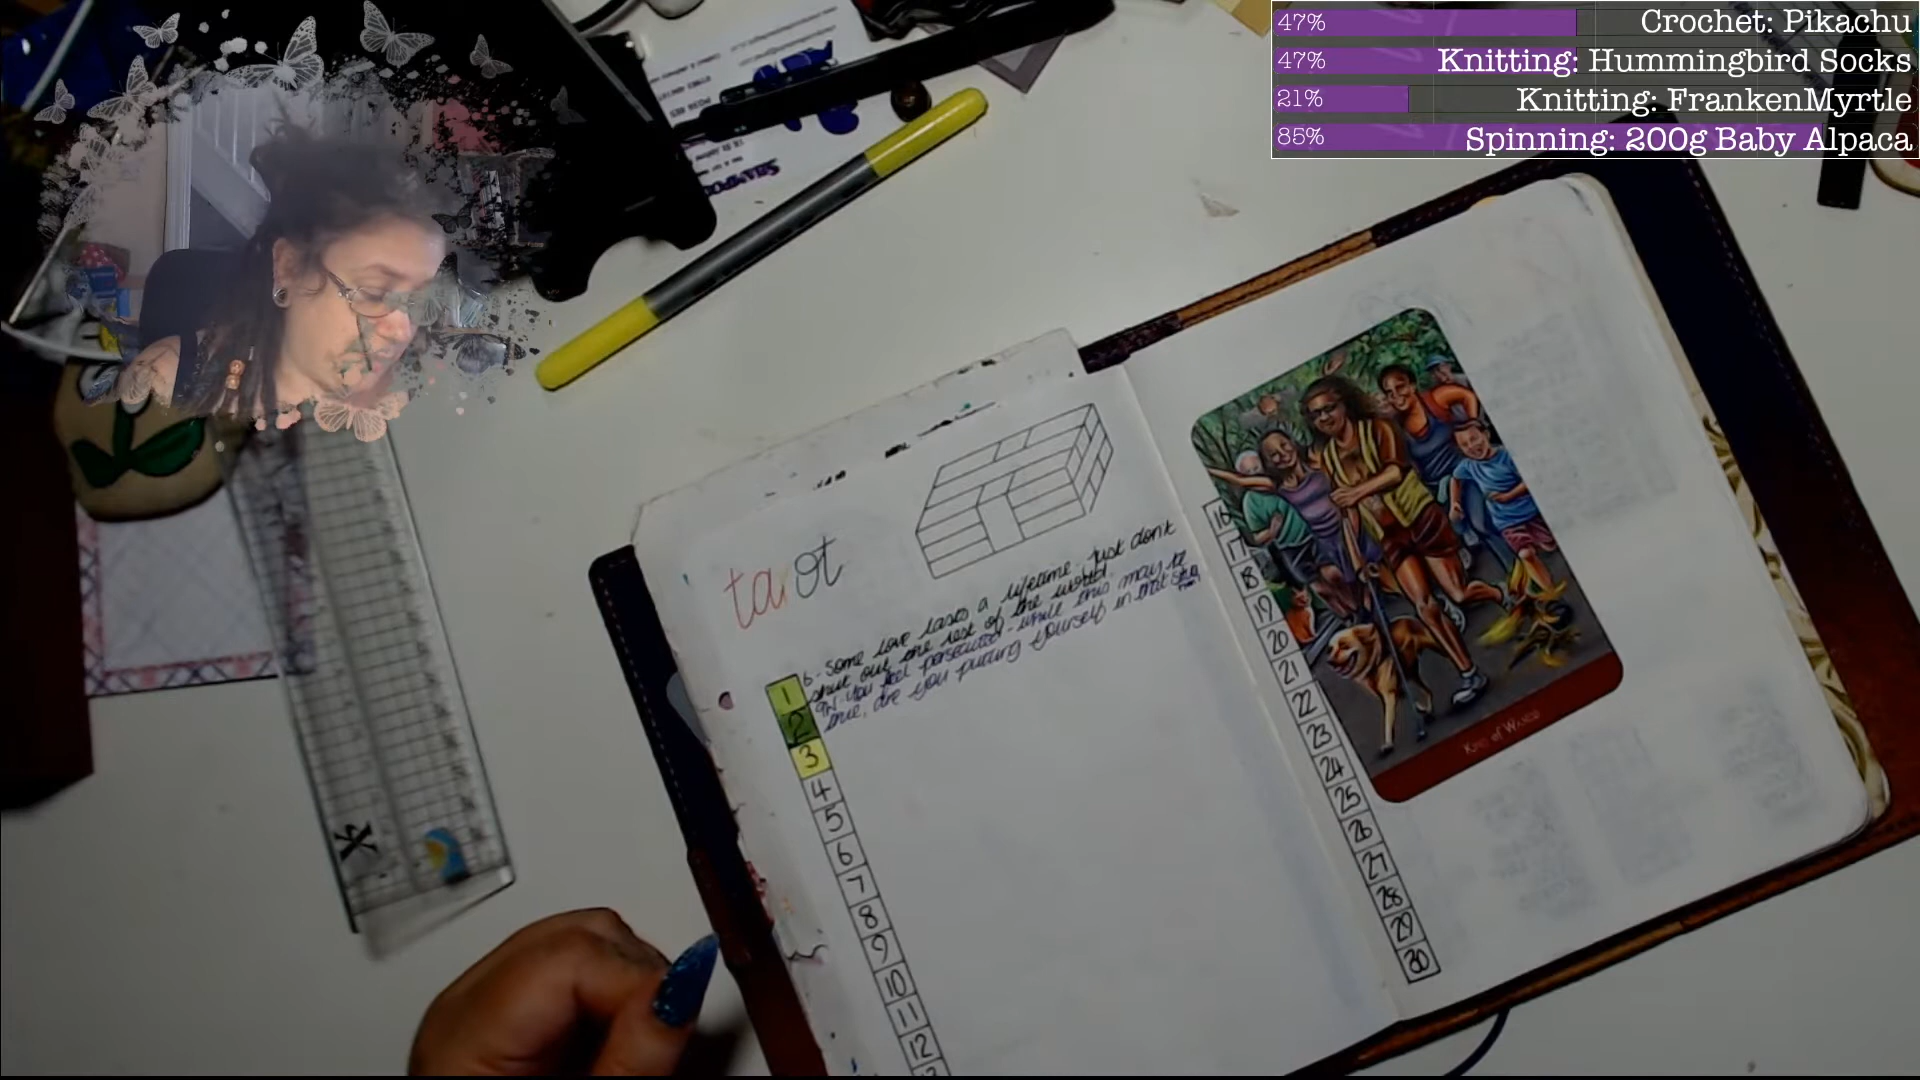 47% Crochet: Pikachu
47% Knitting: Hummingbird Socks
21% Knitting: FrankenMyrtle
85% Spinning: 200g Baby Alpaca
tarot
6 - Some love lasts a lifetime. Just don't
shut out the rest of the world.
9W - You feel persecuted - while this may be
true, are you putting yourself in that
1
2
3
4
5
6
7
8
9
10
11
12
16
17
18
19
20
21
22
23
24
25
26
27
28
29
30
of Wands
X